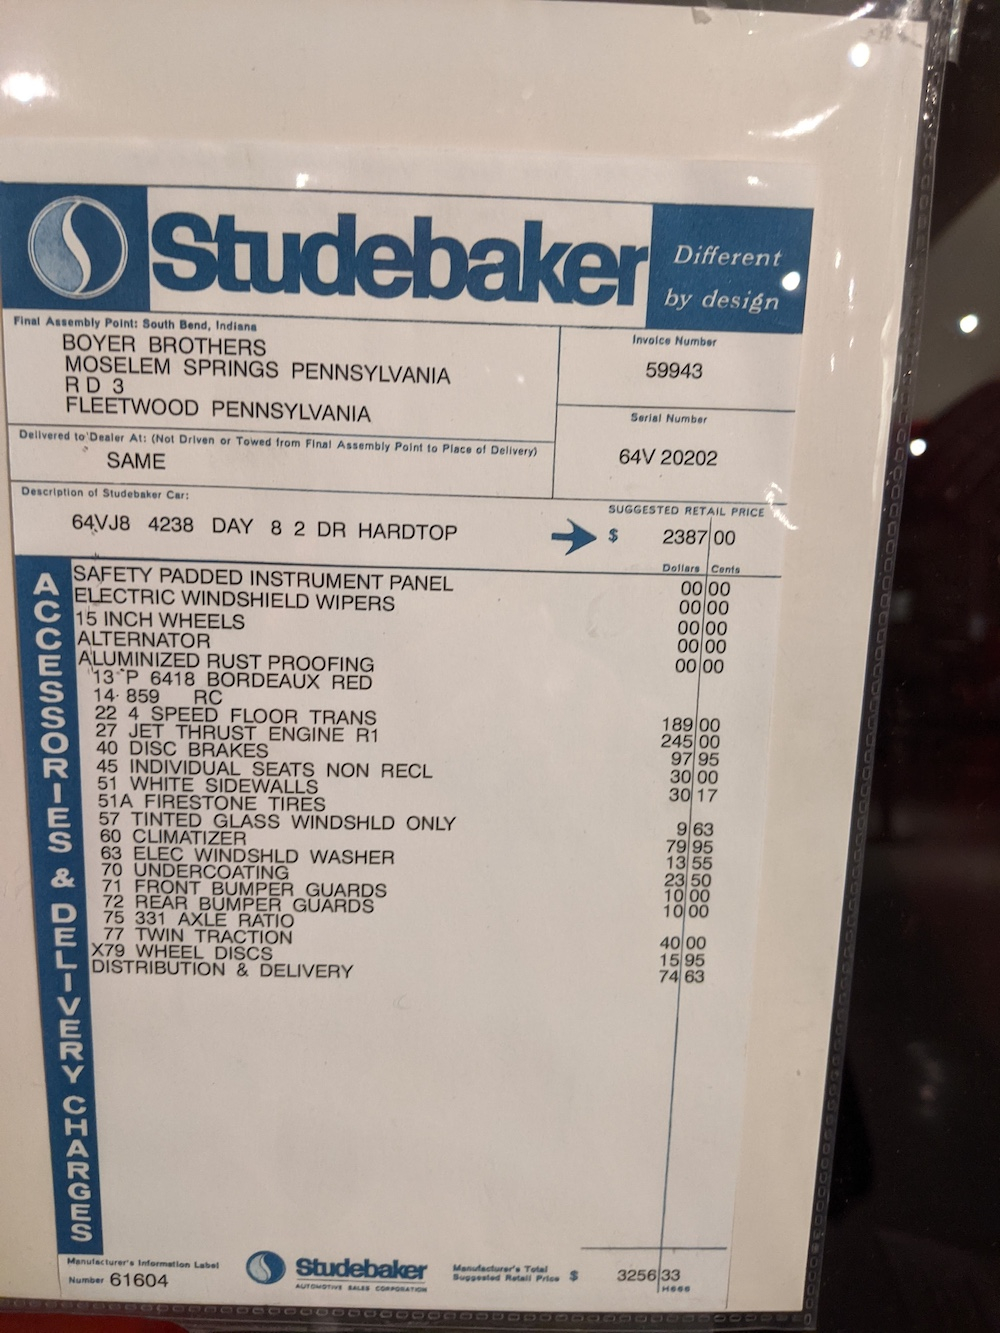 Studebaker
Different
by design
Final Assembly Point: South Bend, Indiana
BOYER BROTHERS
MOSELEM SPRINGS PENNSYLVANIA
R D 3
FLEETWOOD PENNSYLVANIA
Invoice Number
59943
Delivered to Dealer At: (Not Driven or Towed from Final Assembly Point to Place of Delivery)
SAME
Serial Number
64V 20202
Description of Studebaker Car:
64VJ8 4238 DAY 8 2 DR HARDTOP
SUGGESTED RETAIL PRICE
$ 2387 00
Dollars Cents
ACCESSORIES & DELIVERY CHARGES
SAFETY PADDED INSTRUMENT PANEL 00 00
ELECTRIC WINDSHIELD WIPERS 00 00
15 INCH WHEELS 00 00
ALTERNATOR 00 00
ALUMINIZED RUST PROOFING 00 00
13 P 6418 BORDEAUX RED
14 859 RC
22 4 SPEED FLOOR TRANS 189 00
27 JET THRUST ENGINE R1 245 00
40 DISC BRAKES 97 95
45 INDIVIDUAL SEATS NON RECL 30 00
51 WHITE SIDEWALLS 30 17
51A FIRESTONE TIRES
57 TINTED GLASS WINDSHLD ONLY 9 63
60 CLIMATIZER 79 95
63 ELEC WINDSHLD WASHER 13 55
70 UNDERCOATING 23 50
71 FRONT BUMPER GUARDS 10 00
72 REAR BUMPER GUARDS 10 00
75 331 AXLE RATIO
77 TWIN TRACTION 40 00
X79 WHEEL DISCS 15 95
DISTRIBUTION & DELIVERY 74 63
Manufacturer's Information Label
Number 61604
Studebaker
AUTOMOTIVE SALES CORPORATION
Manufacturer's Total
Suggested Retail Price $ 3256 33